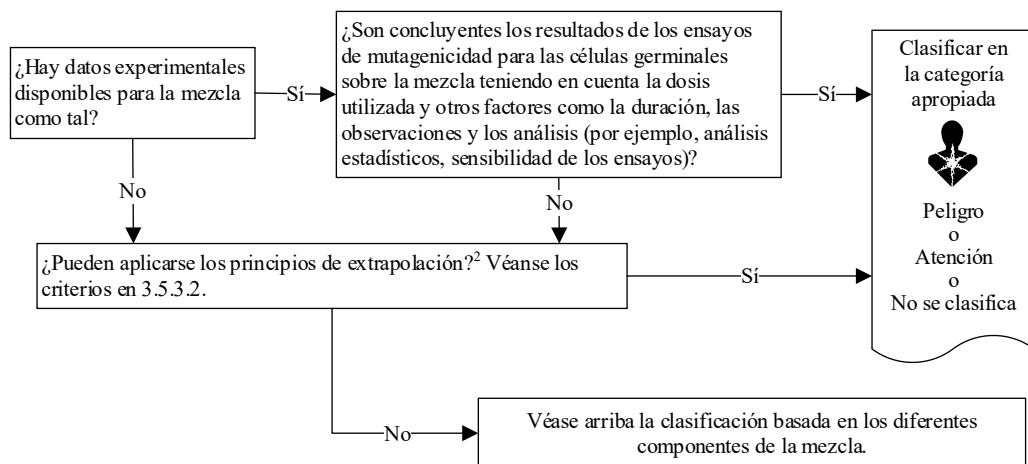 ¿Hay datos experimentales
disponibles para la mezcla
como tal?
Sí
¿Son concluyentes los resultados de los ensayos
de mutagenicidad para las células germinales
sobre la mezcla teniendo en cuenta la dosis
utilizada y otros factores como la duración, las
observaciones y los análisis (por ejemplo, análisis
estadísticos, sensibilidad de los ensayos)?
Sí
Clasificar en
la categoría
apropiada
Peligro
o
Atención
o
No se clasifica
No
No
¿Pueden aplicarse los principios de extrapolación?² Véanse los
criterios en 3.5.3.2.
Sí
No
Véase arriba la clasificación basada en los diferentes
componentes de la mezcla.